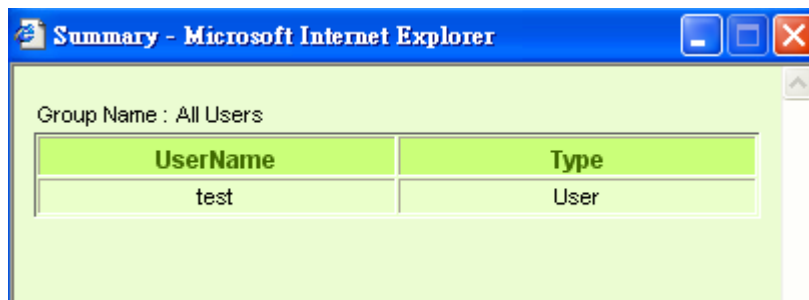 Summary - Microsoft Internet Explorer
Group Name : All Users
UserName Type
test User